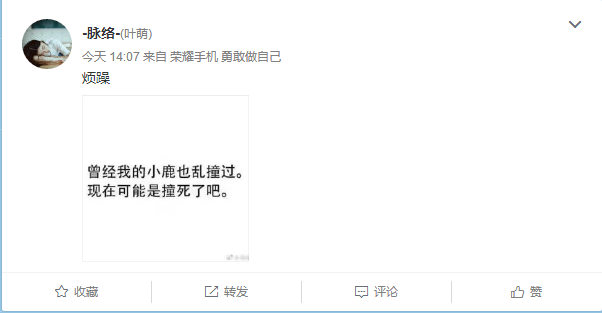 -脉络-(叶萌)
今天 14:07 来自 荣耀手机 勇敢做自己
烦躁
曾经我的小鹿也乱撞过。
现在可能是撞死了吧。
收藏
转发
评论
赞